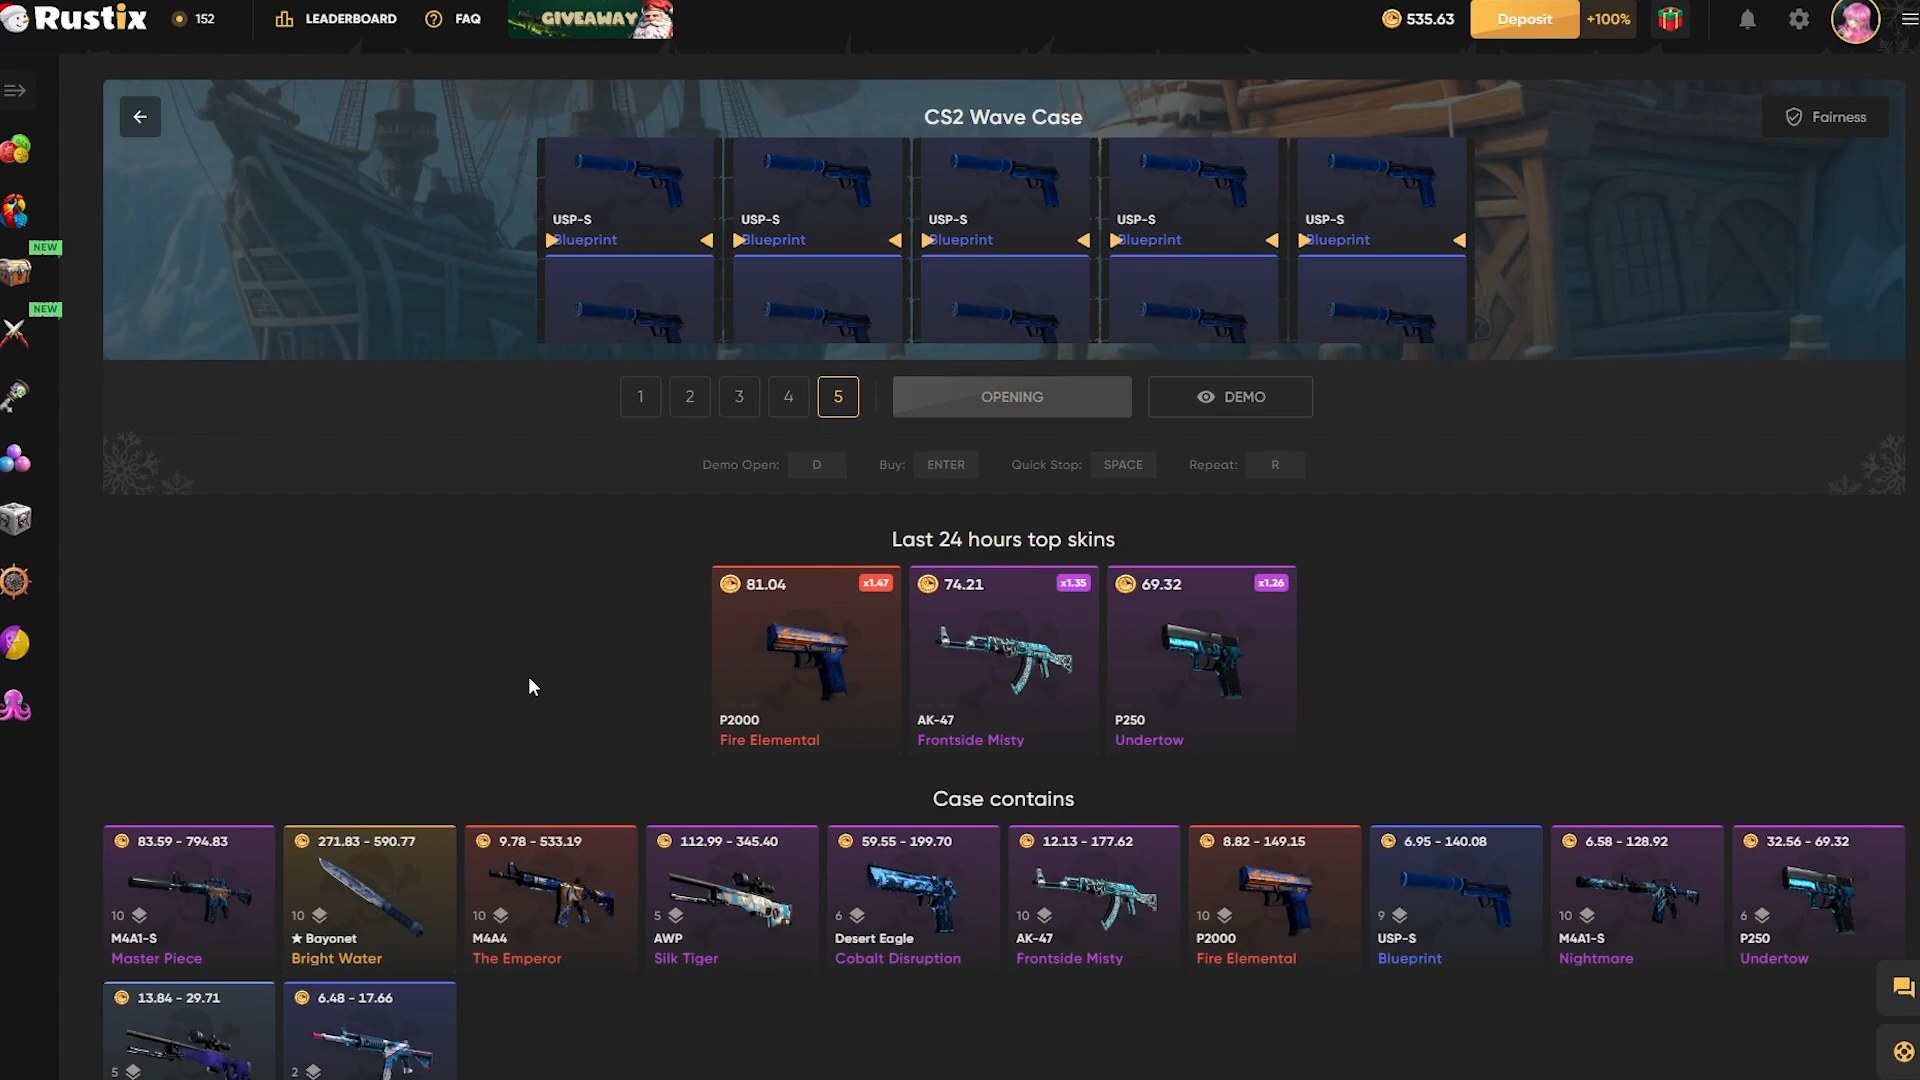 Rustix
152
LEADERBOARD
FAQ
GIVEAWAY
535.63
Deposit
+100%
CS2 Wave Case
Fairness
NEW
NEW
USP-S
Blueprint
USP-S
Blueprint
USP-S
Blueprint
USP-S
Blueprint
USP-S
Blueprint
1
2
3
4
5
OPENING
DEMO
Demo Open:
D
Buy:
ENTER
Quick Stop:
SPACE
Repeat:
R
Last 24 hours top skins
81.04
x1.47
P2000
Fire Elemental
74.21
x1.35
AK-47
Frontside Misty
69.32
x1.26
P250
Undertow
Case contains
83.59 - 794.83
10
M4A1-S
Master Piece
271.83 - 590.77
10
★ Bayonet
Bright Water
9.78 - 533.19
10
M4A4
The Emperor
112.99 - 345.40
5
AWP
Silk Tiger
59.55 - 199.70
6
Desert Eagle
Cobalt Disruption
12.13 - 177.62
10
AK-47
Frontside Misty
8.82 - 149.15
10
P2000
Fire Elemental
6.95 - 140.08
9
USP-S
Blueprint
6.58 - 128.92
10
M4A1-S
Nightmare
32.56 - 69.32
6
P250
Undertow
13.84 - 29.71
5
6.48 - 17.66
2